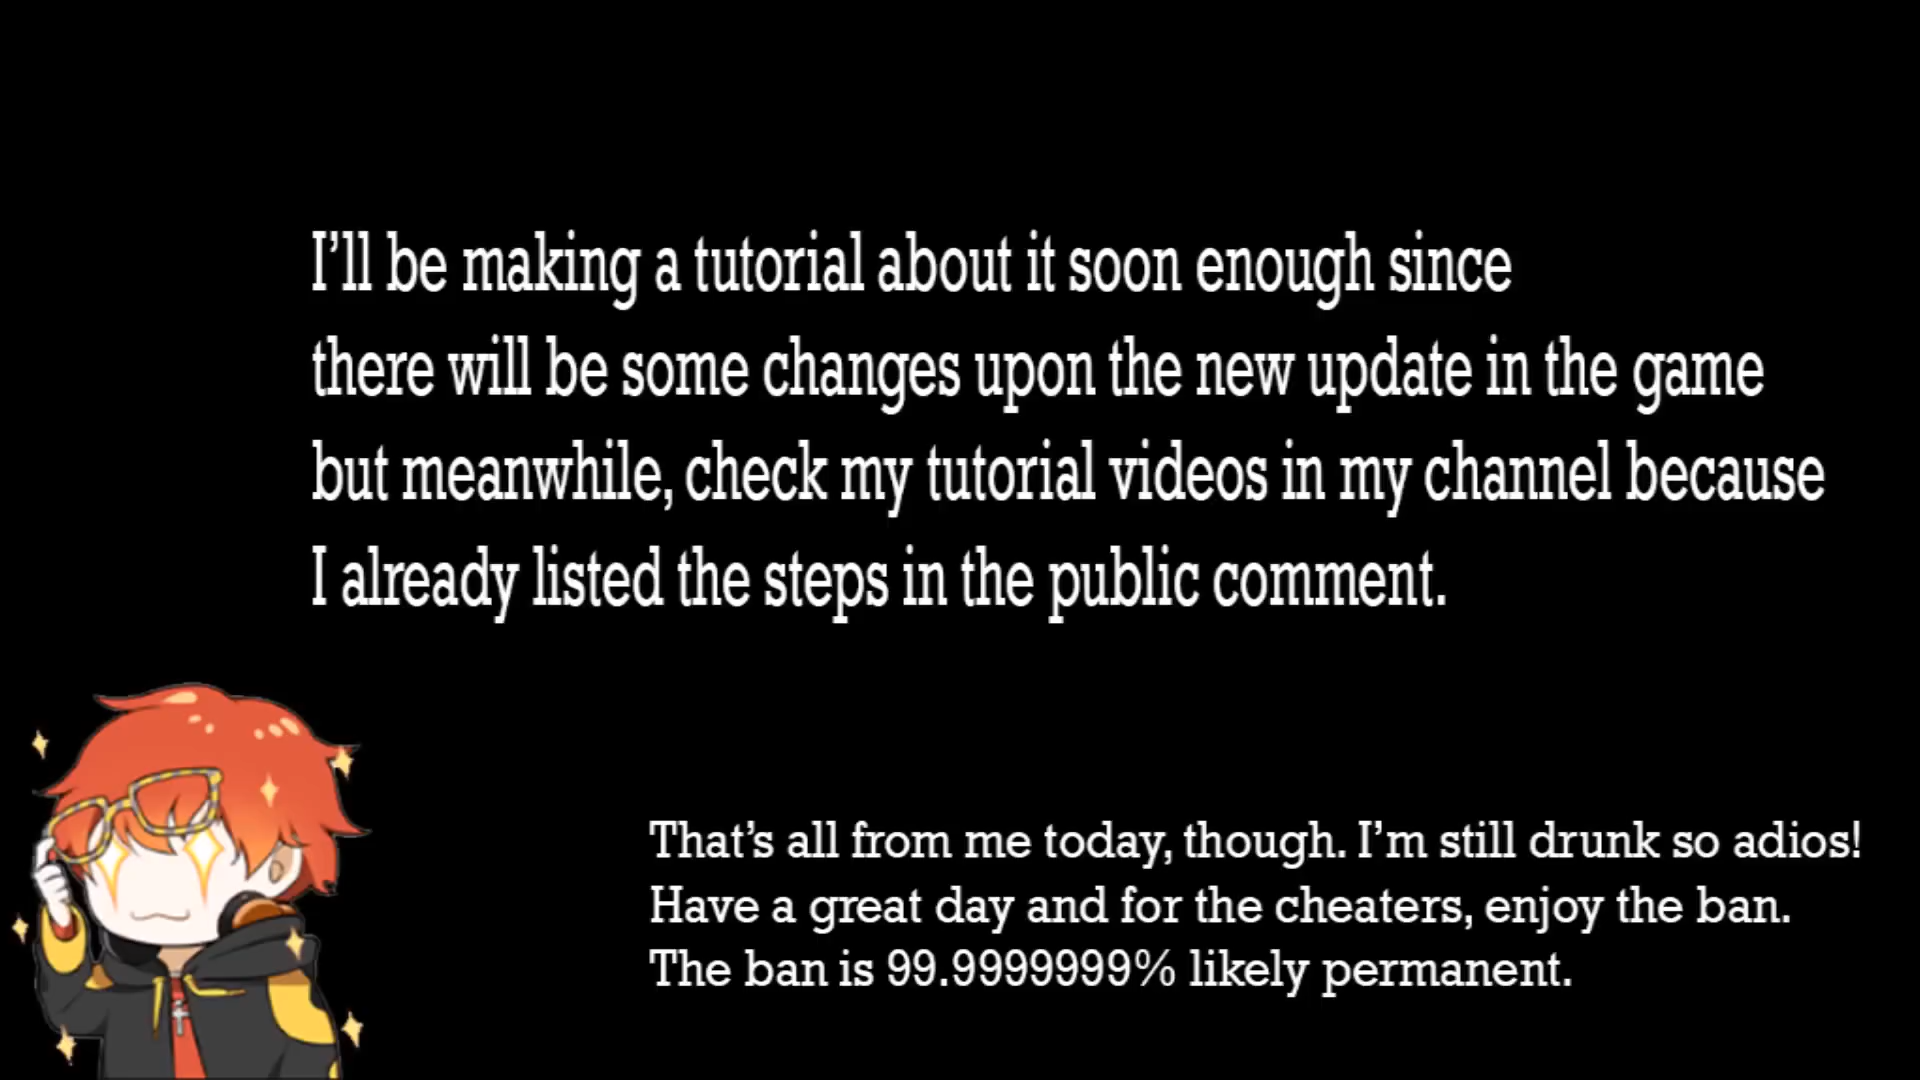 I’ll be making a tutorial about it soon enough since
there will be some changes upon the new update in the game
but meanwhile, check my tutorial videos in my channel because
I already listed the steps in the public comment.
That’s all from me today, though. I’m still drunk so adios!
Have a great day and for the cheaters, enjoy the ban.
The ban is 99.9999999% likely permanent.